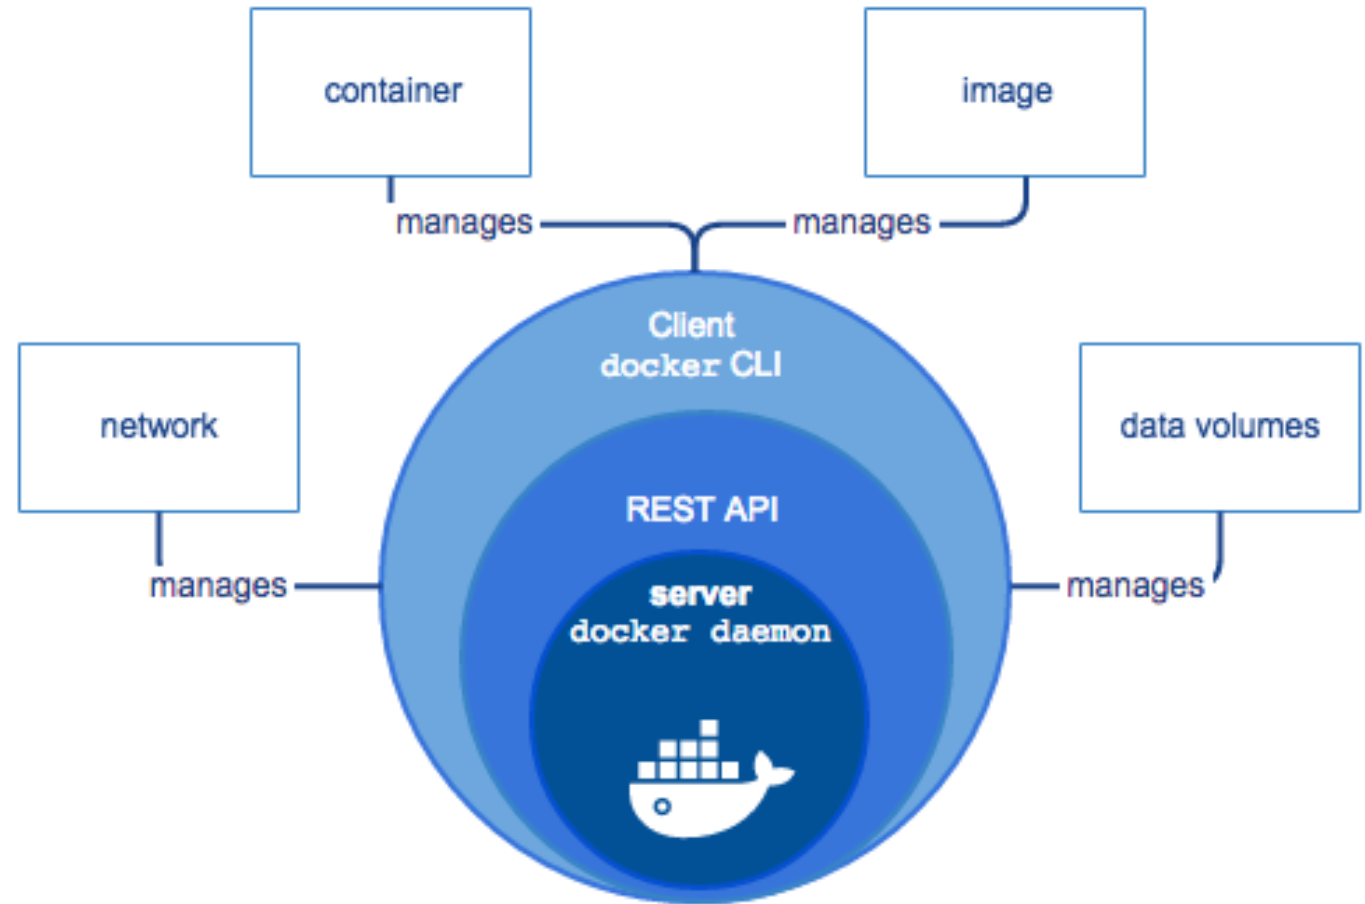 container
image
manages
manages
Client
docker CLI
network
data volumes
REST API
manages
manages
server
docker daemon